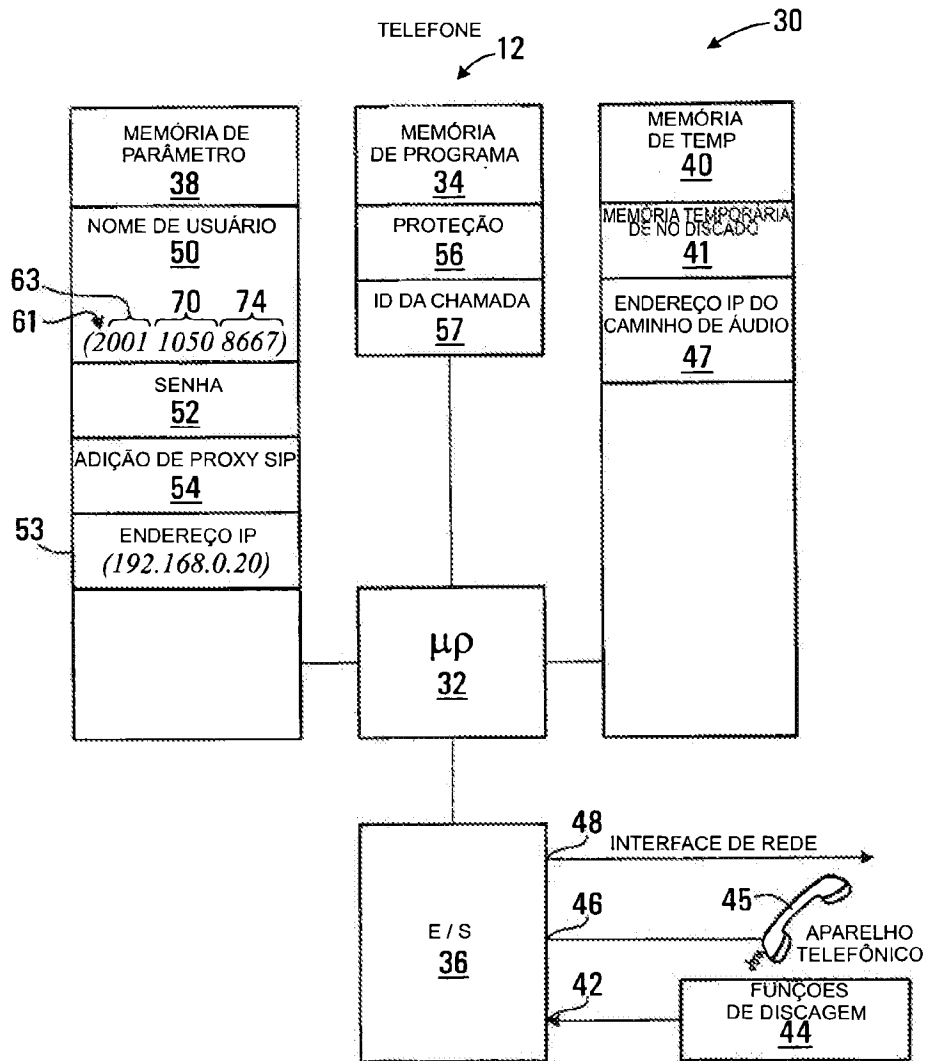 TELEFONE
12
30
MEMÓRIA DE
PARÂMETRO
38
NOME DE USUÁRIO
50
63
70
74
61
(2001 1050 8667)
SENHA
52
ADIÇÃO DE PROXY SIP
54
53
ENDEREÇO IP
(192.168.0.20)
MEMÓRIA
DE PROGRAMA
34
PROTEÇÃO
56
ID DA CHAMADA
57
MEMÓRIA
DE TEMP
40
MEMÓRIA TEMPORÁRIA
DE NO DISCADO
41
ENDEREÇO IP DO
CAMINHO DE ÁUDIO
47
μρ
32
E / S
36
48
INTERFACE DE REDE
46
45
APARELHO
TELEFÔNICO
42
FUNÇÕES
DE DISCAGEM
44